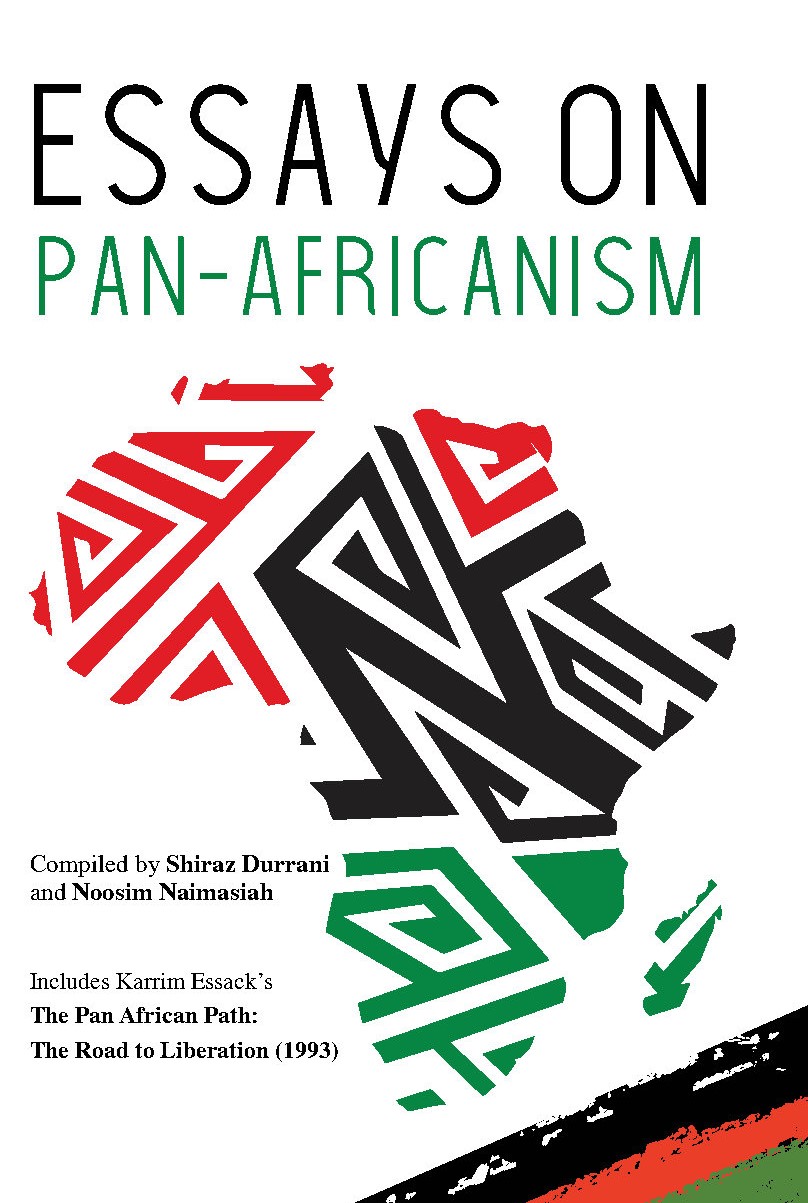 ESSAYS ON
PAN-AFRICANISM
Compiled by Shiraz Durrani
and Noosim Naimasiah
Includes Karrim Essack’s
The Pan African Path:
The Road to Liberation (1993)